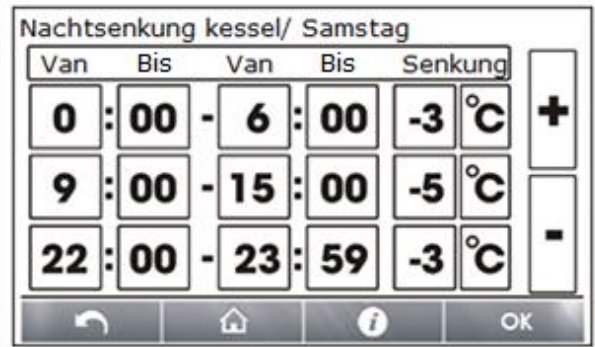 Nachtsenkung kessel/ Samstag
Van Bis Van Bis Senkung
0 : 00 - 6 : 00 -3 °C +
9 : 00 - 15 : 00 -5 °C
22 : 00 - 23 : 59 -3 °C -
i OK